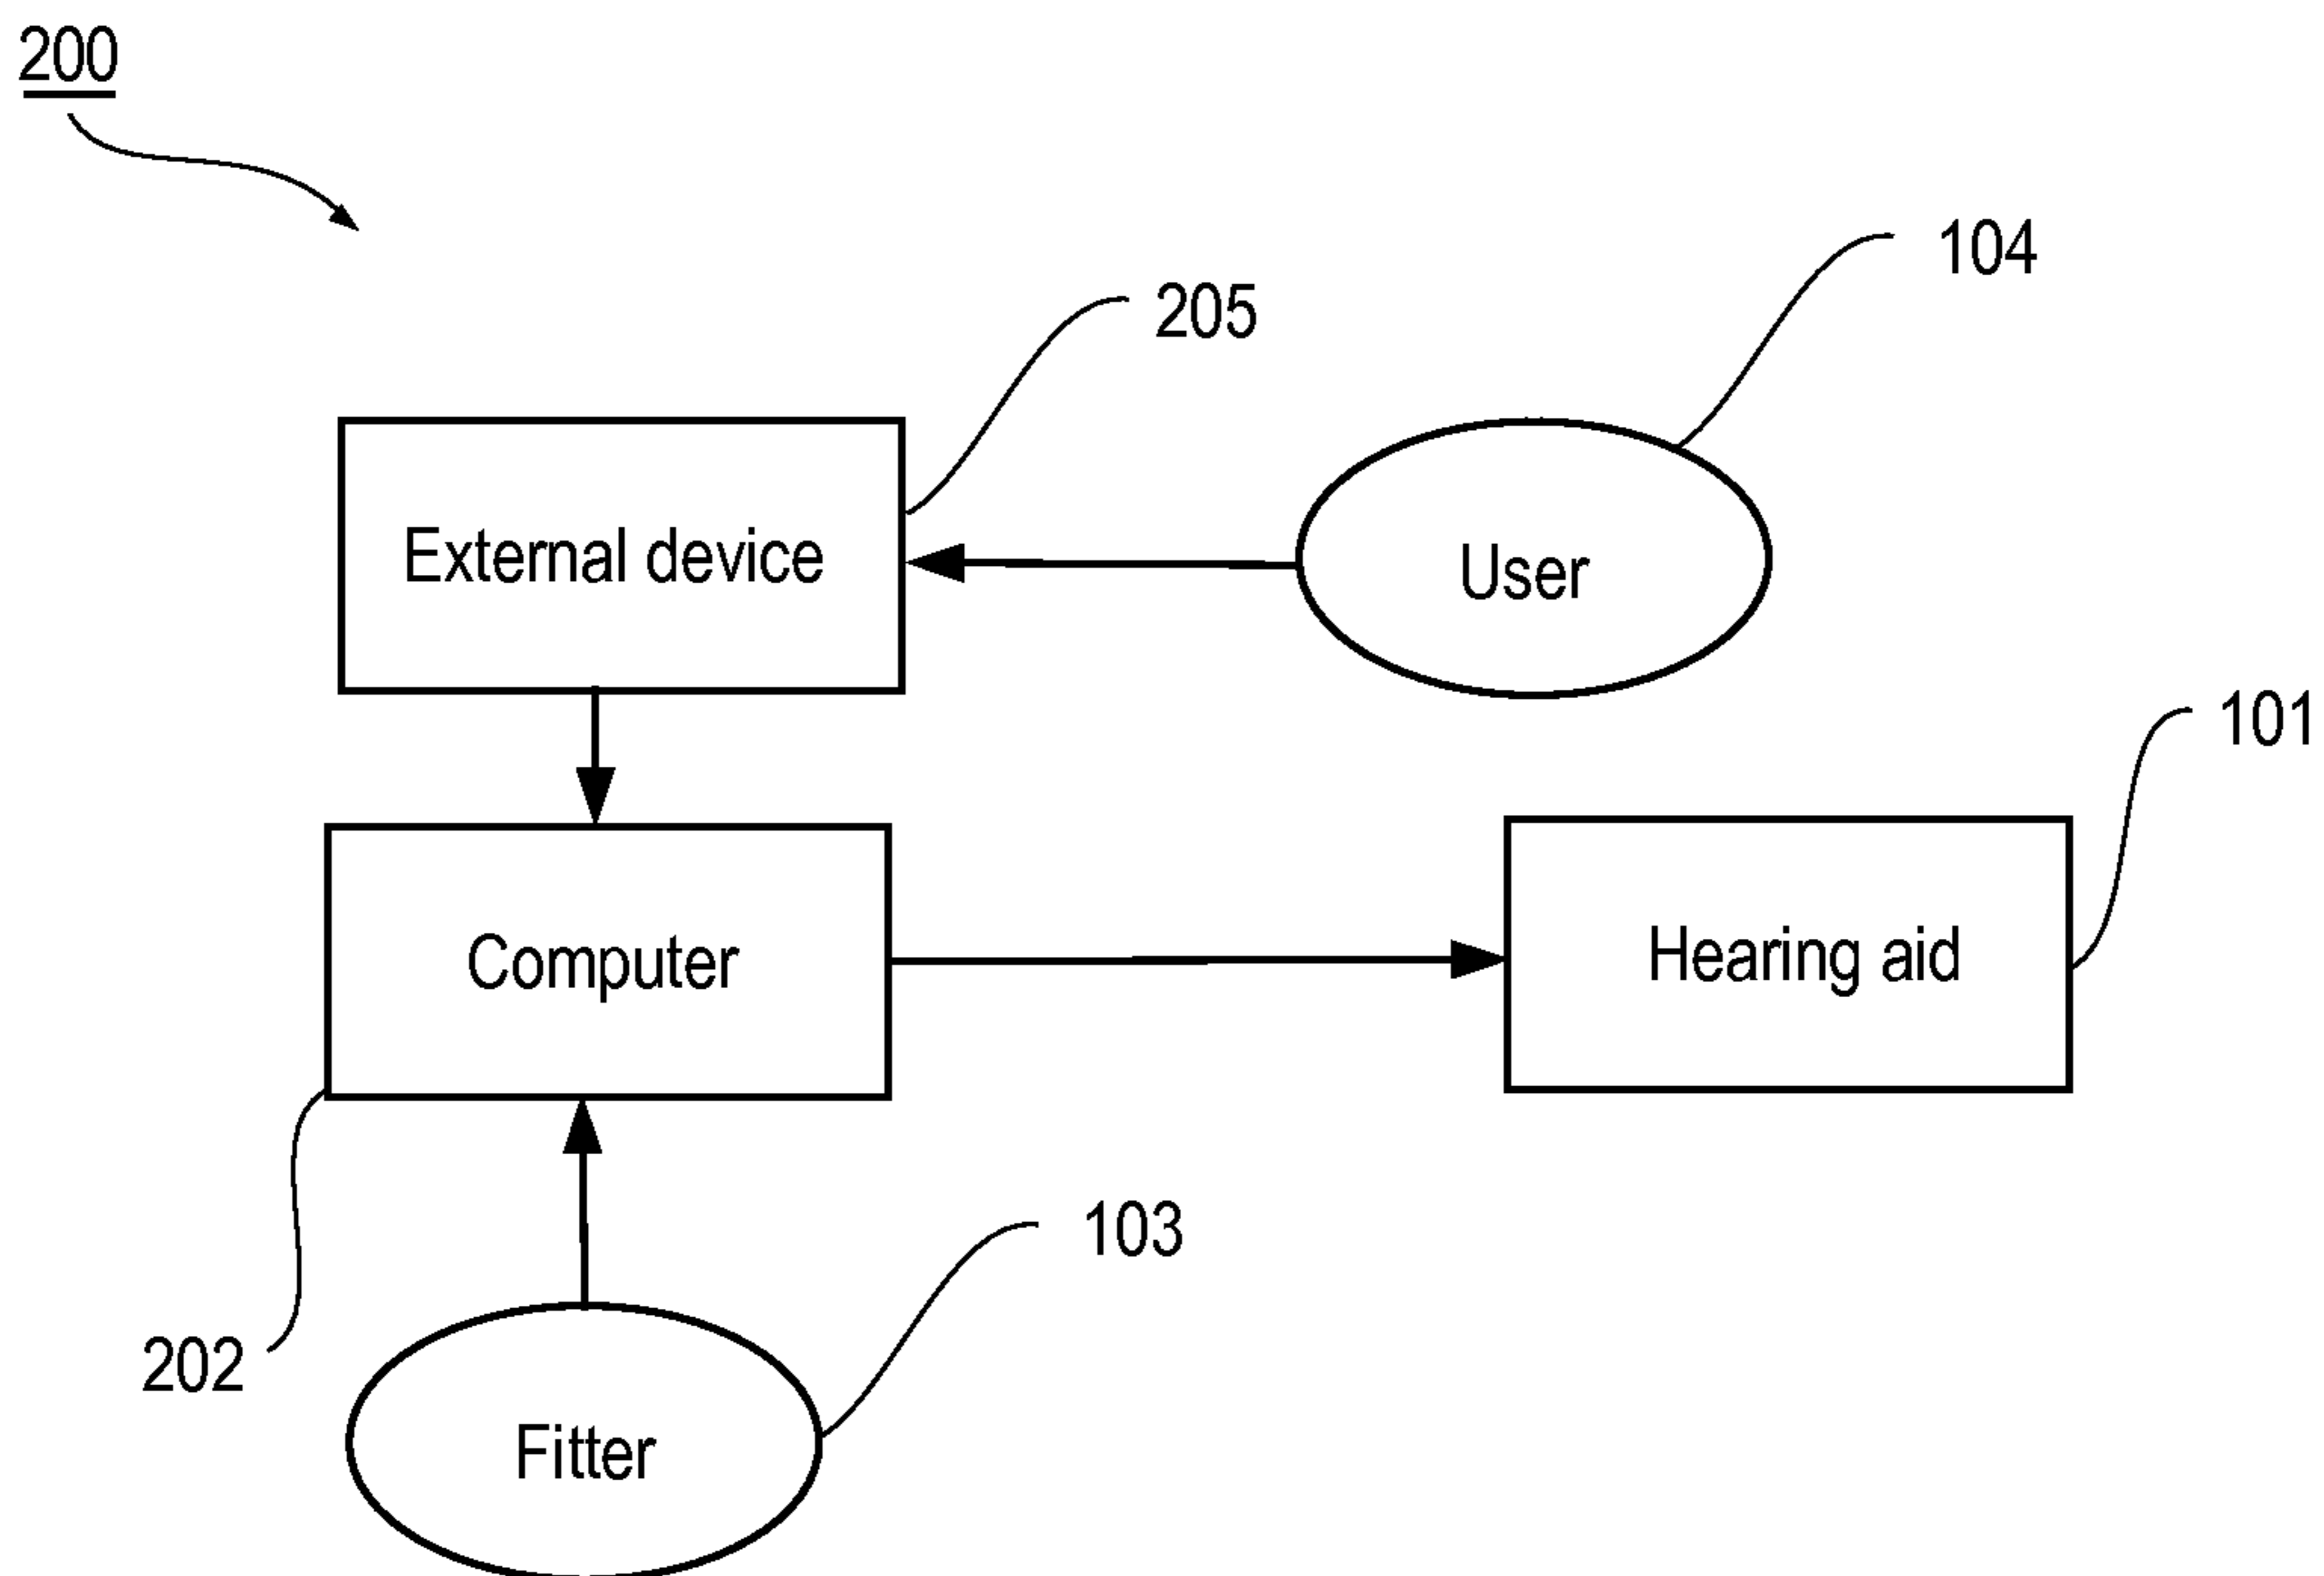 200
104
205
External device
User
101
Computer
Hearing aid
103
202
Fitter